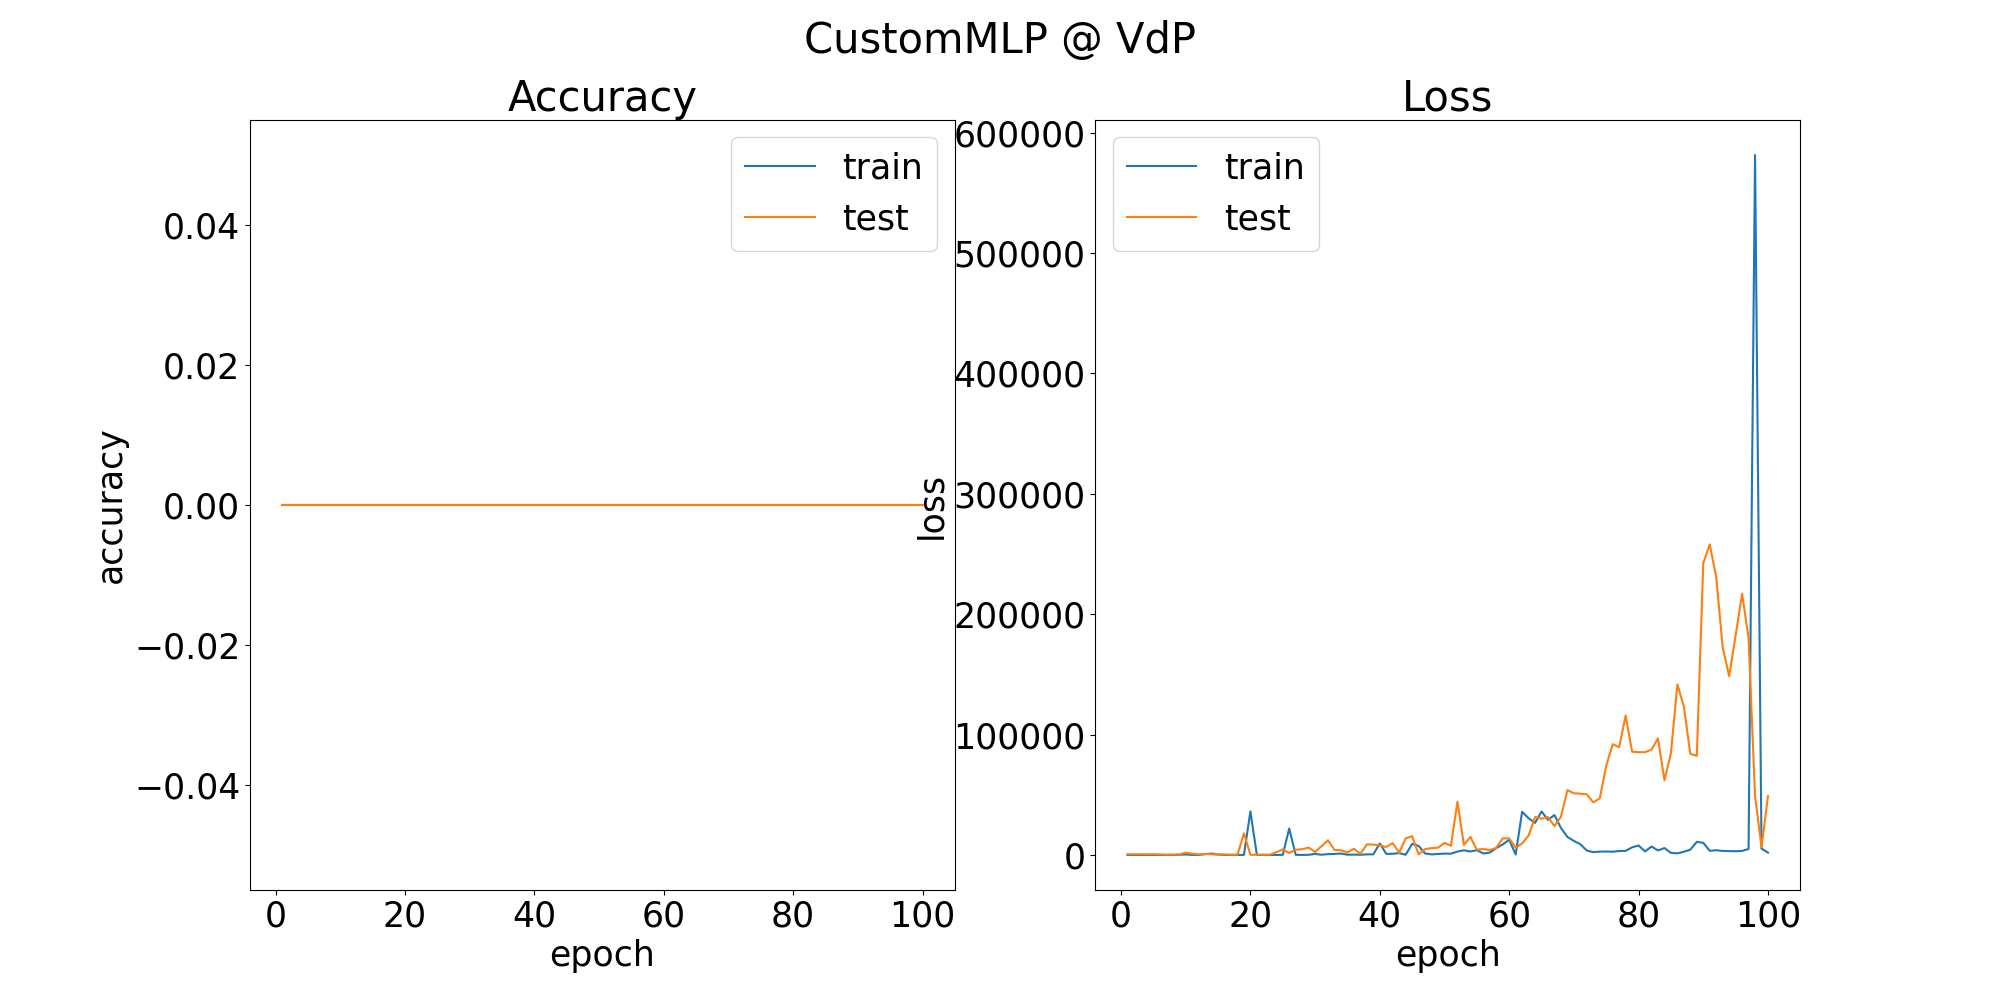 CustomMLP @ VdP
Accuracy
train
test
0.04
0.02
0.00
−0.02
−0.04
accuracy
0 20 40 60 80 100
epoch
Loss
train
test
600000
500000
400000
300000
200000
100000
0
loss
0 20 40 60 80 100
epoch